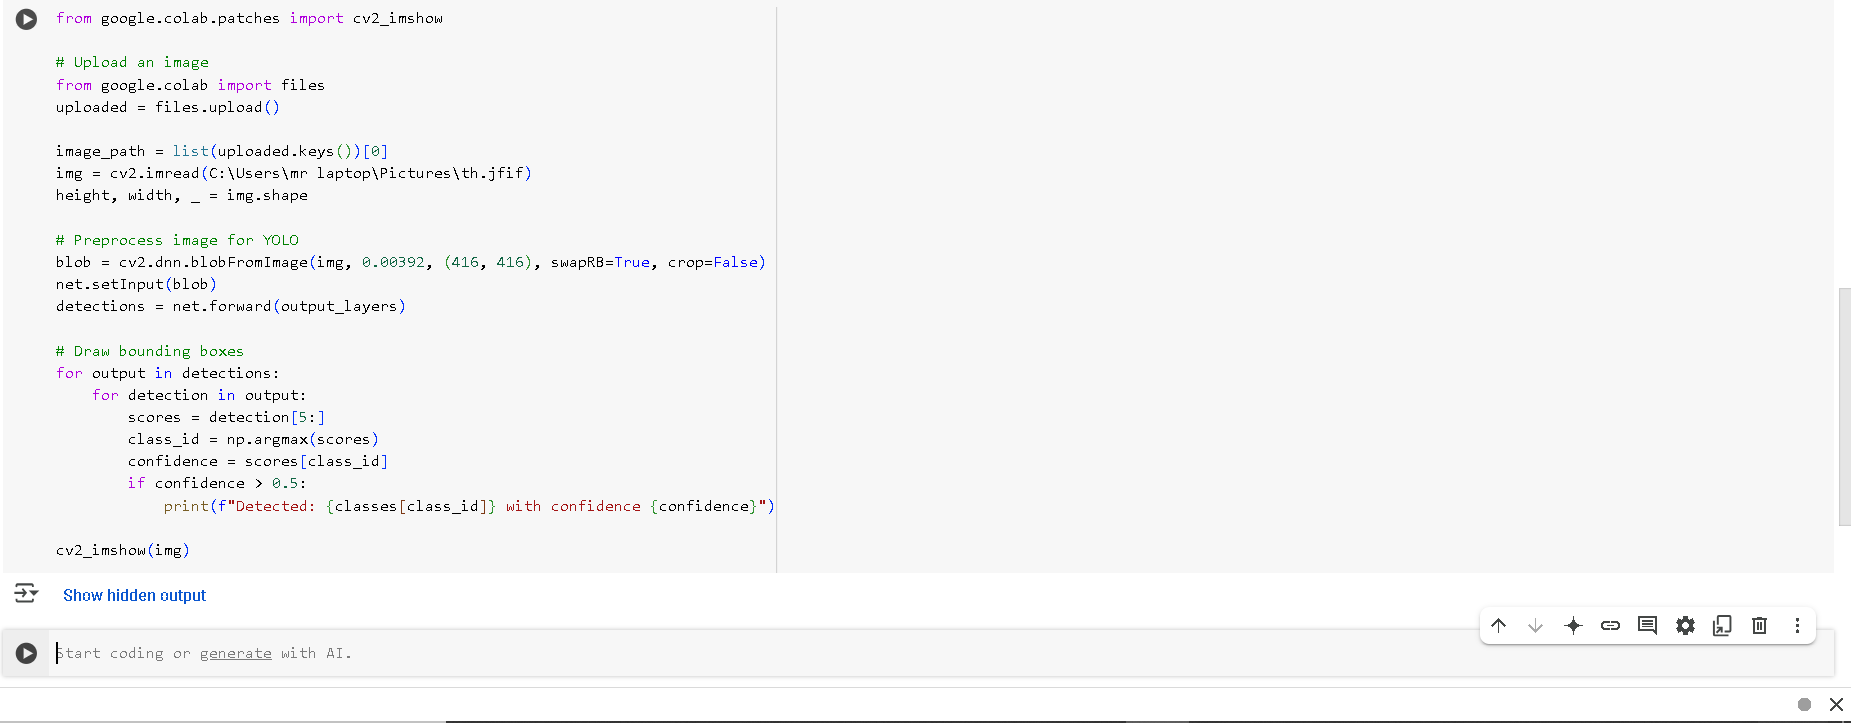 from google.colab.patches import cv2_imshow
# Upload an image
from google.colab import files
uploaded = files.upload()
image_path = list(uploaded.keys())[0]
img = cv2.imread(C:\Users\mr laptop\Pictures\th.jfif)
height, width, _ = img.shape
# Preprocess image for YOLO
blob = cv2.dnn.blobFromImage(img, 0.00392, (416, 416), swapRB=True, crop=False)
net.setInput(blob)
detections = net.forward(output_layers)
# Draw bounding boxes
for output in detections:
    for detection in output:
        scores = detection[5:]
        class_id = np.argmax(scores)
        confidence = scores[class_id]
        if confidence > 0.5:
            print(f"Detected: {classes[class_id]} with confidence {confidence}")
cv2_imshow(img)
Show hidden output
Start coding or generate with AI.